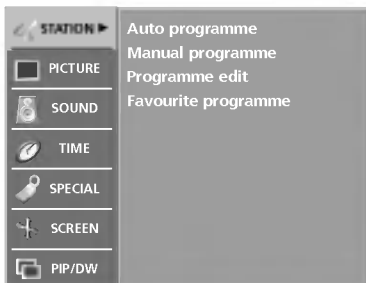 STATION ►
PICTURE
SOUND
TIME
SPECIAL
SCREEN
PIP/DW
Auto programme
Manual programme
Programme edit
Favourite programme